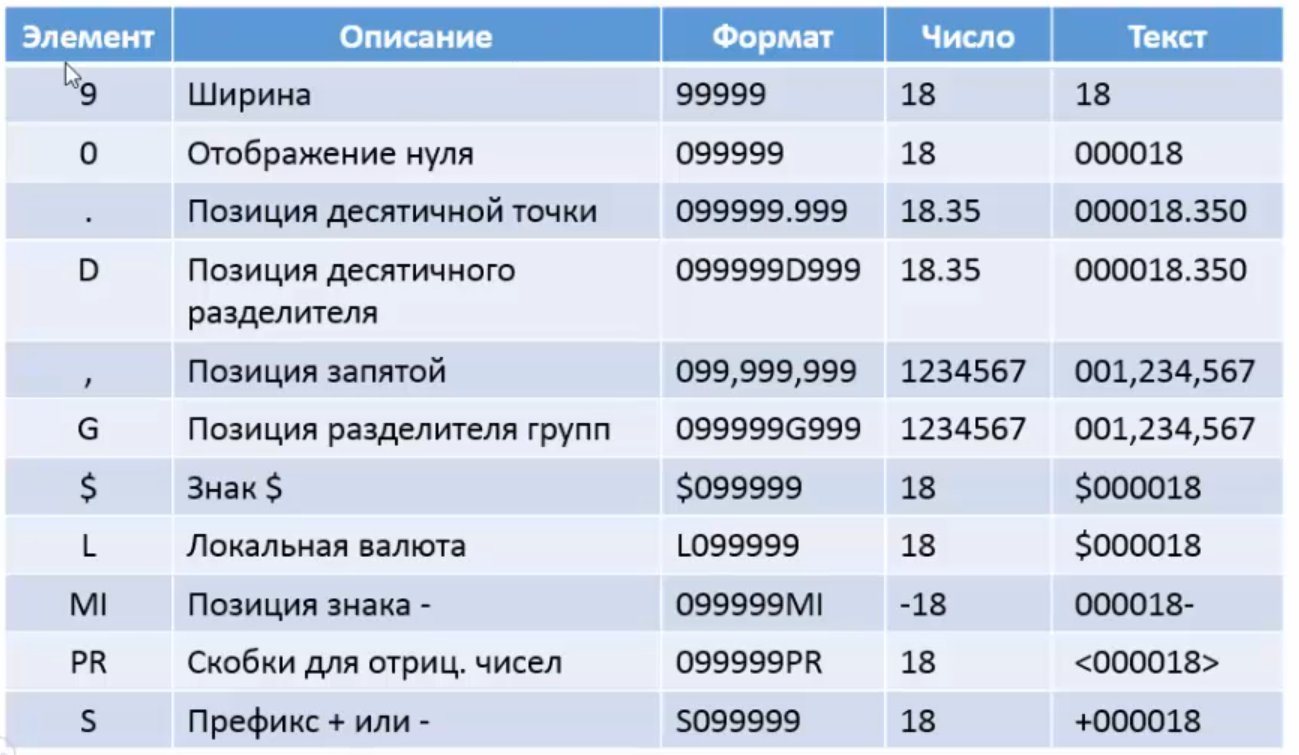 Элемент Описание Формат Число Текст
9 Ширина 99999 18 18
0 Отображение нуля 099999 18 000018
. Позиция десятичной точки 099999.999 18.35 000018.350
D Позиция десятичного 099999D999 18.35 000018.350
разделителя
, Позиция запятой 099,999,999 1234567 001,234,567
G Позиция разделителя групп 099999G999 1234567 001,234,567
$ Знак $ $099999 18 $000018
L Локальная валюта L099999 18 $000018
MI Позиция знака - 099999MI -18 000018-
PR Скобки для отриц. чисел 099999PR 18 <000018>
S Префикс + или - S099999 18 +000018